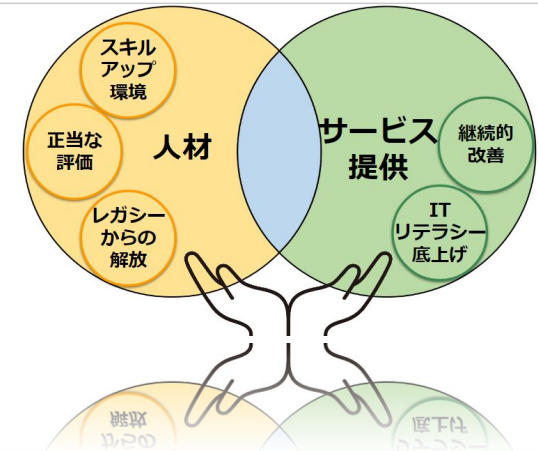 スキル
アップ
環境
正当な
評価
レガシー
からの
解放
人材
サービス
提供
継続的
改善
IT
リテラシー
底上げ